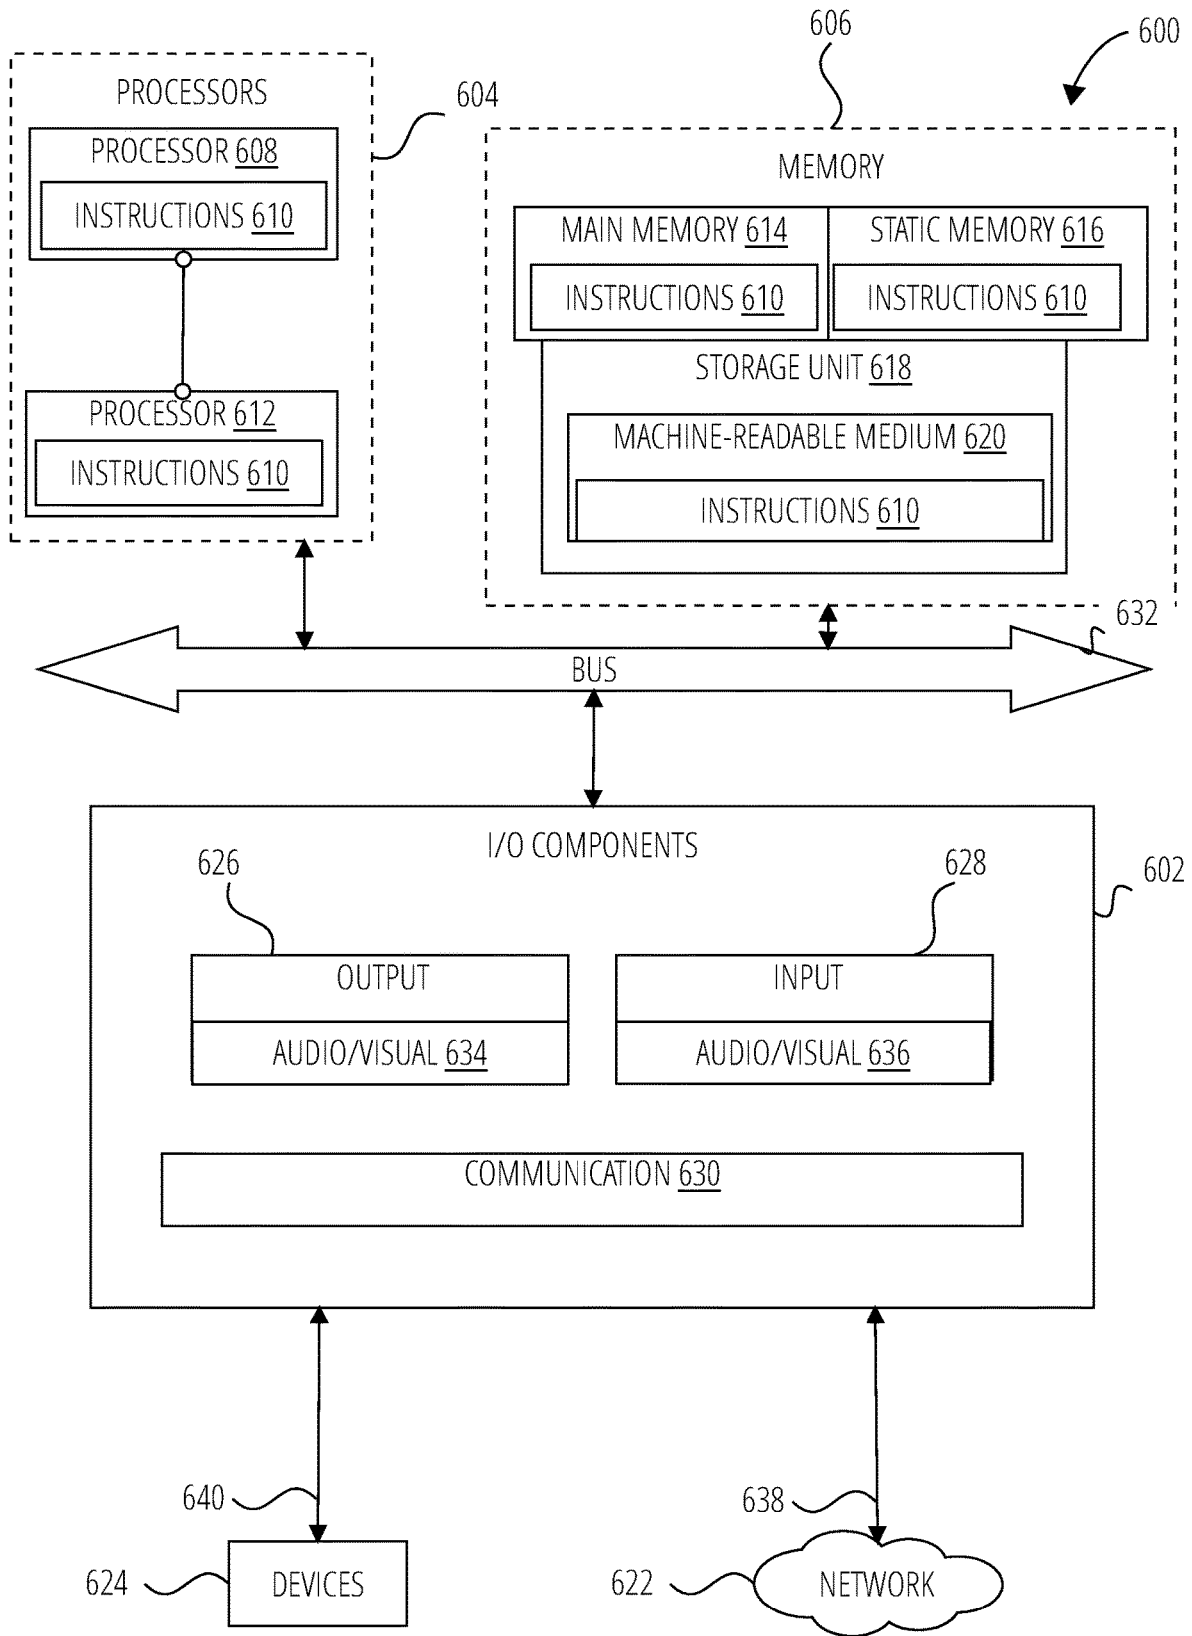 606
600
PROCESSORS
604
PROCESSOR 608
INSTRUCTIONS 610
PROCESSOR 612
INSTRUCTIONS 610
MEMORY
MAIN MEMORY 614
STATIC MEMORY 616
INSTRUCTIONS 610
INSTRUCTIONS 610
STORAGE UNIT 618
MACHINE-READABLE MEDIUM 620
INSTRUCTIONS 610
632
BUS
I/O COMPONENTS
602
626
628
OUTPUT
INPUT
AUDIO/VISUAL 634
AUDIO/VISUAL 636
COMMUNICATION 630
640
638
624
DEVICES
622
NETWORK